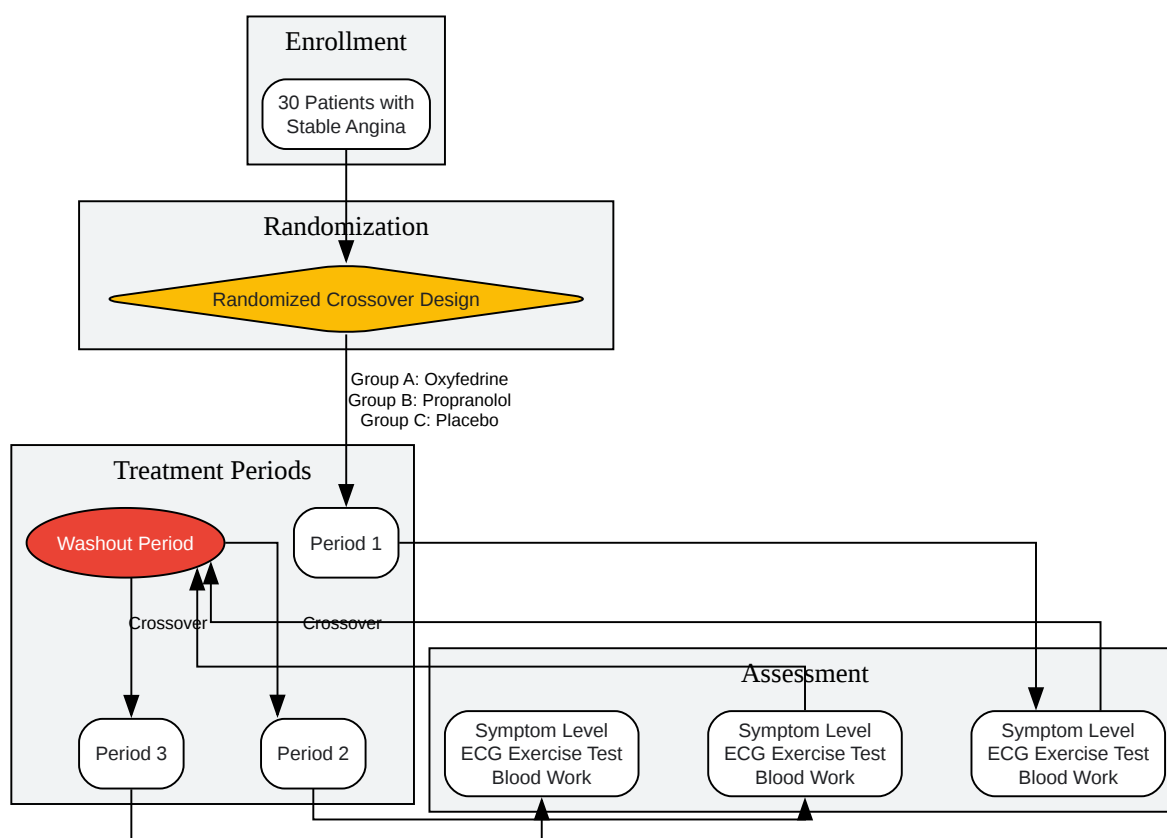 Enrollment
30 Patients with
Stable Angina
Randomization
Randomized Crossover Design
Group A: Oxyfedrine
Group B: Propranolol
Group C: Placebo
Treatment Periods
Washout Period
Period 1
Crossover
Crossover
Period 3
Period 2
Assessment
Symptom Level
ECG Exercise Test
Blood Work
Symptom Level
ECG Exercise Test
Blood Work
Symptom Level
ECG Exercise Test
Blood Work